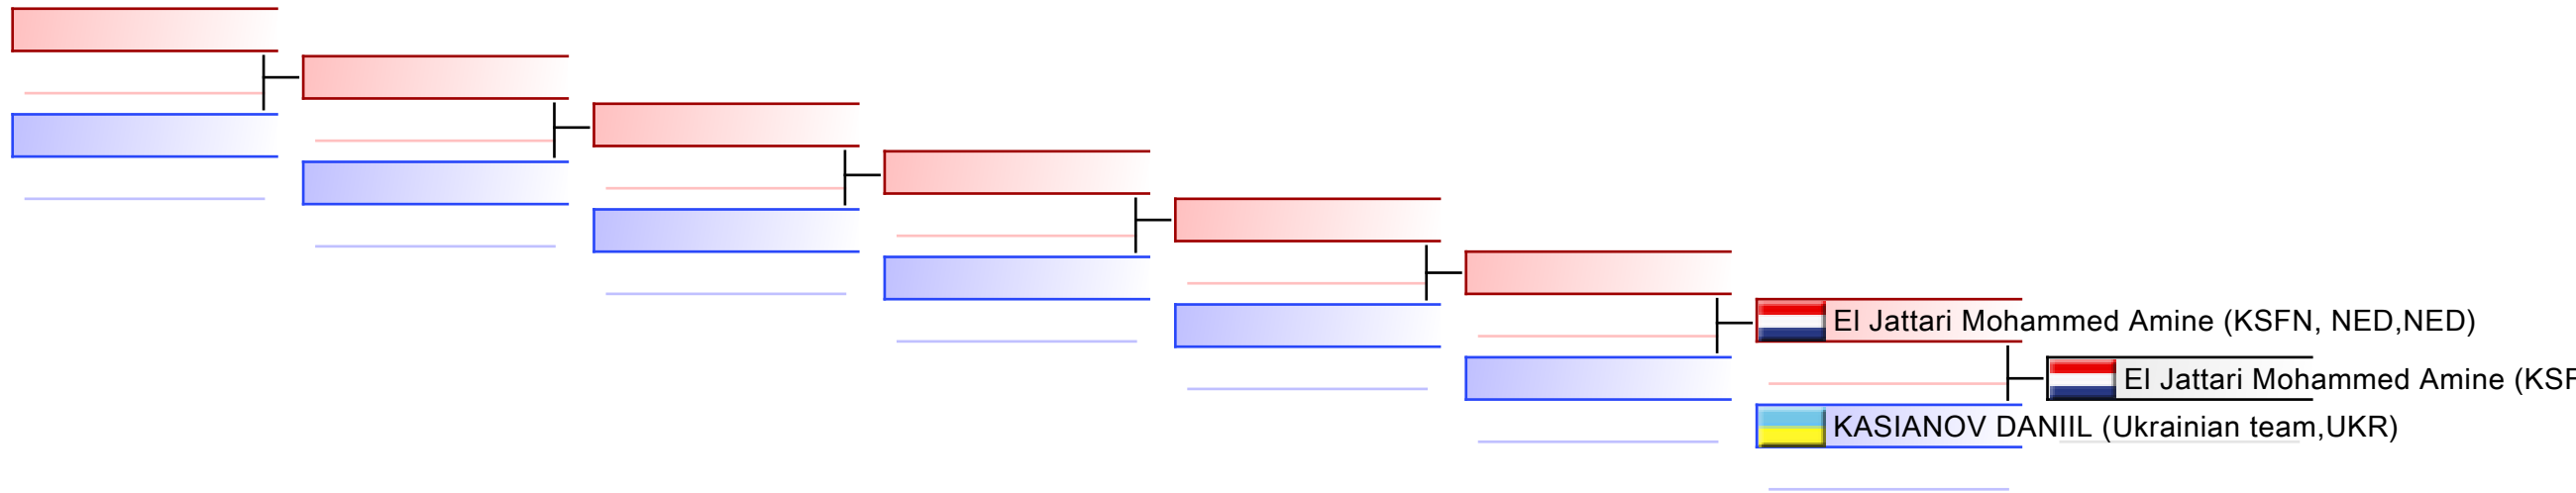 El Jattari Mohammed Amine (KSFN, NED,NED)
El Jattari Mohammed Amine (KSF
KASIANOV DANIIL (Ukrainian team,UKR)